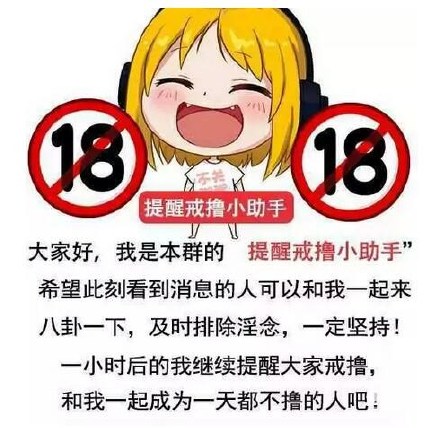 18
18
提醒戒撸小助手
大家好，我是本群的 提醒戒撸小助手”
希望此刻看到消息的人可以和我一起来
八卦一下，及时排除淫念，一定坚持！
一小时后的我继续提醒大家戒撸，
和我一起成为一天都不撸的人吧！